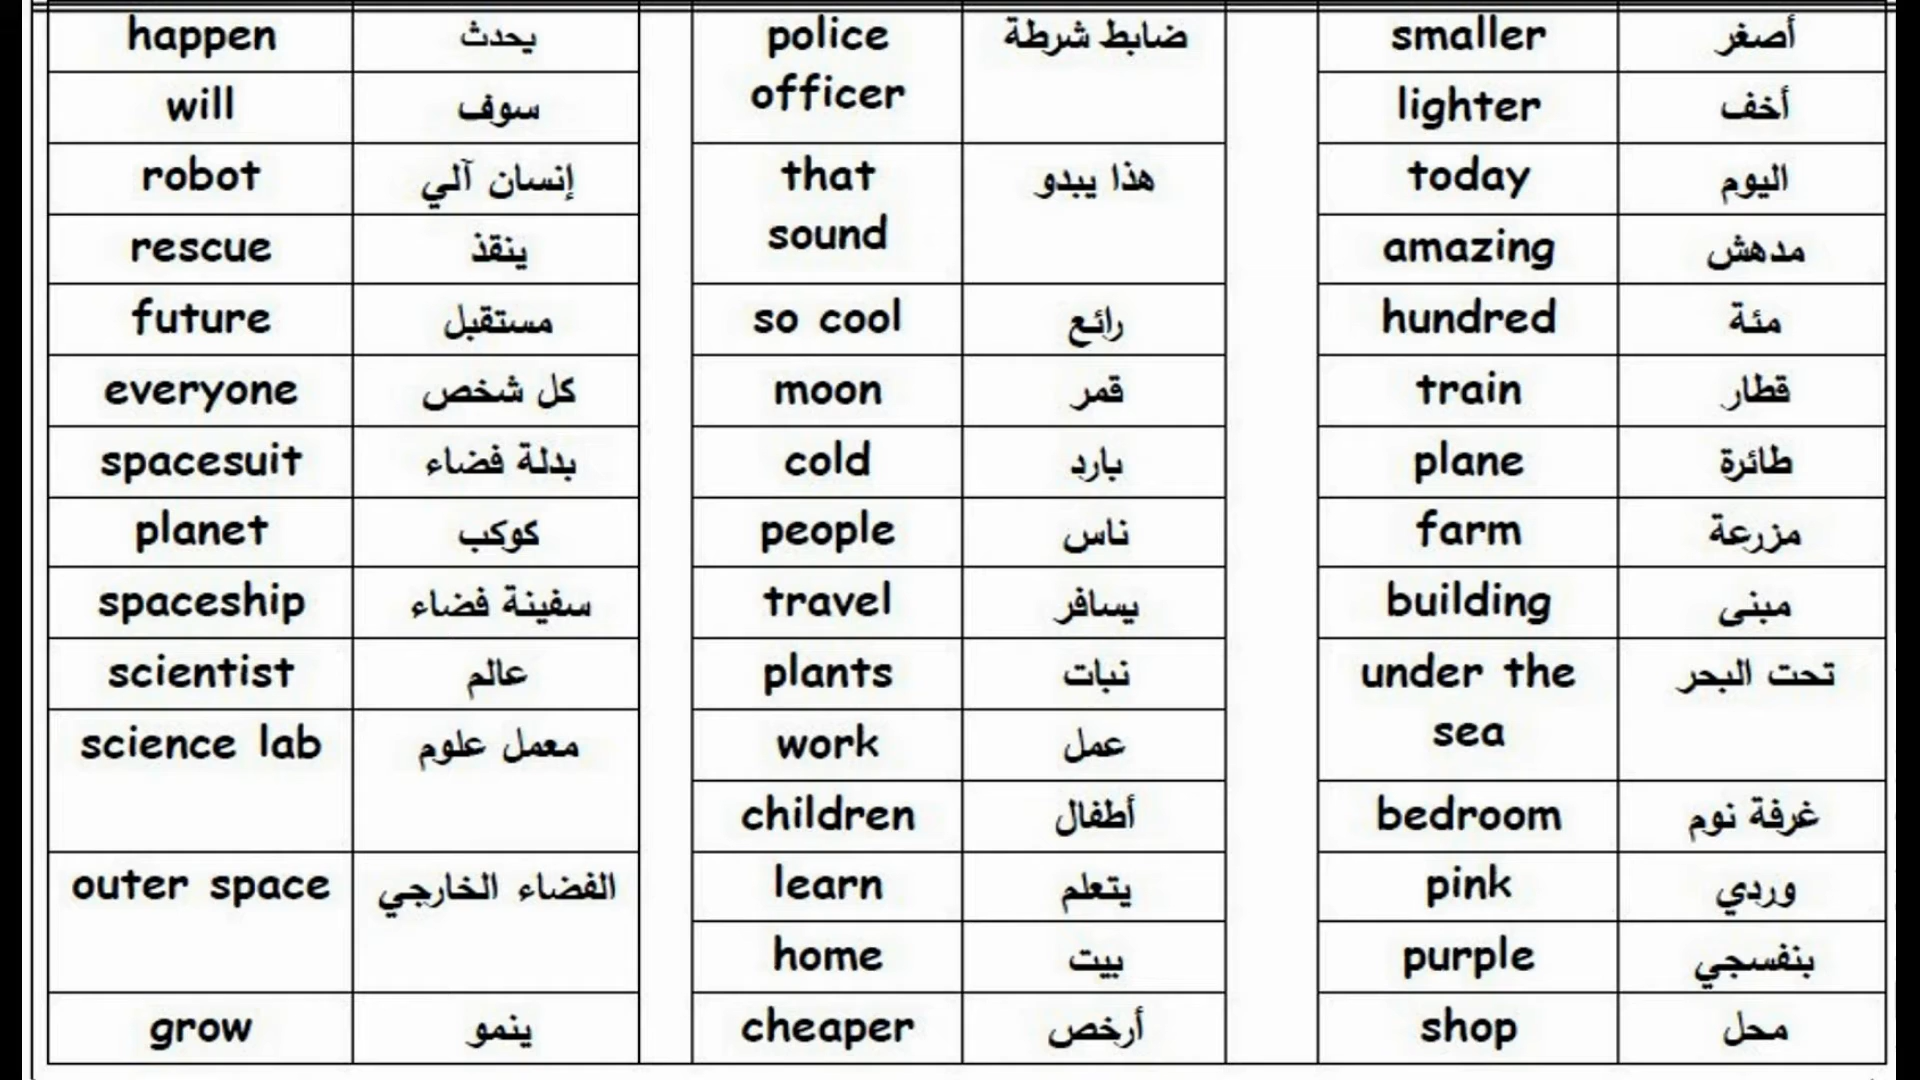 happen يحدث
will سوف
robot إنسان آلي
rescue ينقذ
future مستقبل
everyone كل شخص
spacesuit بدلة فضاء
planet كوكب
spaceship سفينة فضاء
scientist عالم
science lab معمل علوم
outer space الفضاء الخارجي
grow ينمو
police ضابط شرطة
officer
that هذا يبدو
sound
so cool رائع
moon قمر
cold بارد
people ناس
travel يسافر
plants نبات
work عمل
children أطفال
learn يتعلم
home بيت
cheaper أرخص
smaller أصغر
lighter أخف
today اليوم
amazing مدهش
hundred مئة
train قطار
plane طائرة
farm مزرعة
building مبنى
under the تحت البحر
sea
bedroom غرفة نوم
pink وردي
purple بنفسجي
shop محل